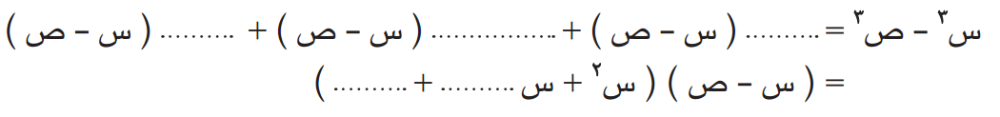 س٣ – ص٣ = .......... ( س – ص ) + ................. ( س – ص ) + .......... ( س – ص )
= ( س – ص ) ( س٢ + س .......... + .......... )